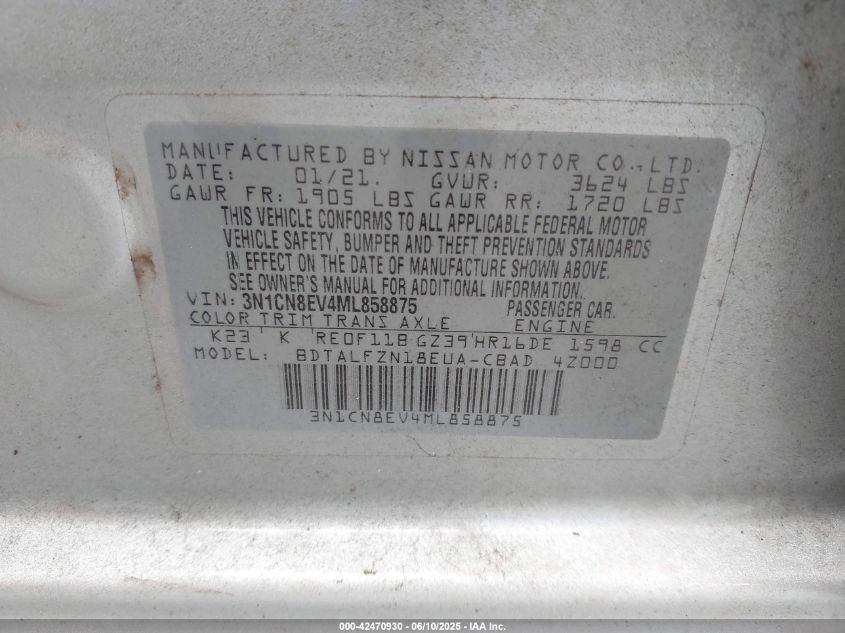 MANUFACTURED BY NISSAN MOTOR CO., LTD.
DATE: 01/21. GVWR: 3624 LBS
GAWR FR: 1905 LBS GAWR RR: 1720 LBS
THIS VEHICLE CONFORMS TO ALL APPLICABLE FEDERAL MOTOR
VEHICLE SAFETY, BUMPER AND THEFT PREVENTION STANDARDS
IN EFFECT ON THE DATE OF MANUFACTURE SHOWN ABOVE.
SEE OWNER'S MANUAL FOR ADDITIONAL INFORMATION.
VIN: 3N1CN8EV4ML858875 PASSENGER CAR.
COLOR TRIM TRANS AXLE ENGINE
K23 K RE0F11B GZ39 HR16DE 1598 CC
MODEL: BDTALFZN18EUA-CBAD 4Z000
3N1CN8EV4ML858875
000-42470930 - 06/10/2025 - IAA Inc.